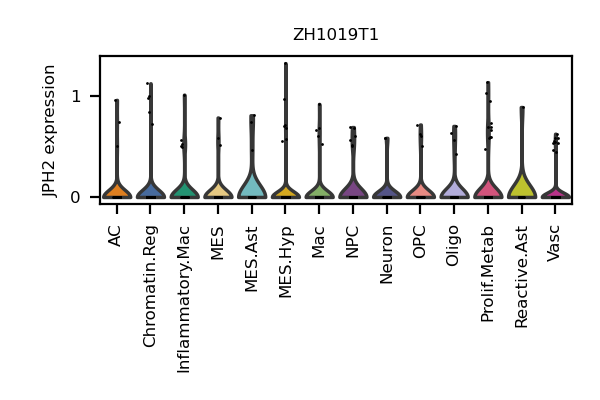 ZH1019T1
JPH2 expression
1
0
AC
Chromatin.Reg
Inflammatory.Mac
MES
MES.Ast
MES.Hyp
Mac
NPC
Neuron
OPC
Oligo
Prolif.Metab
Reactive.Ast
Vasc